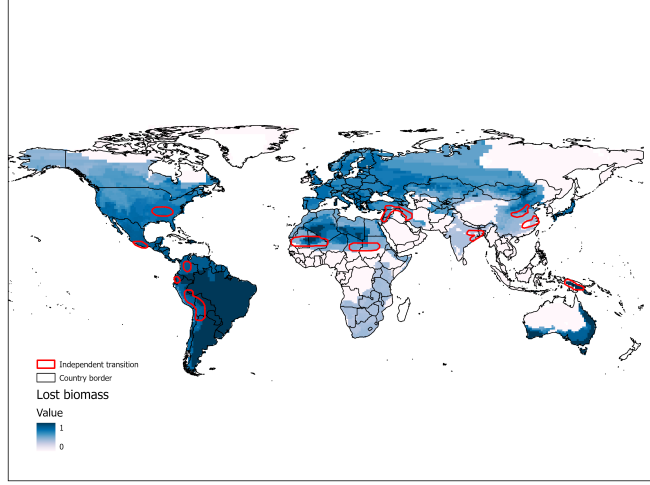 Independent transition
Country border
Lost biomass
Value
1
0